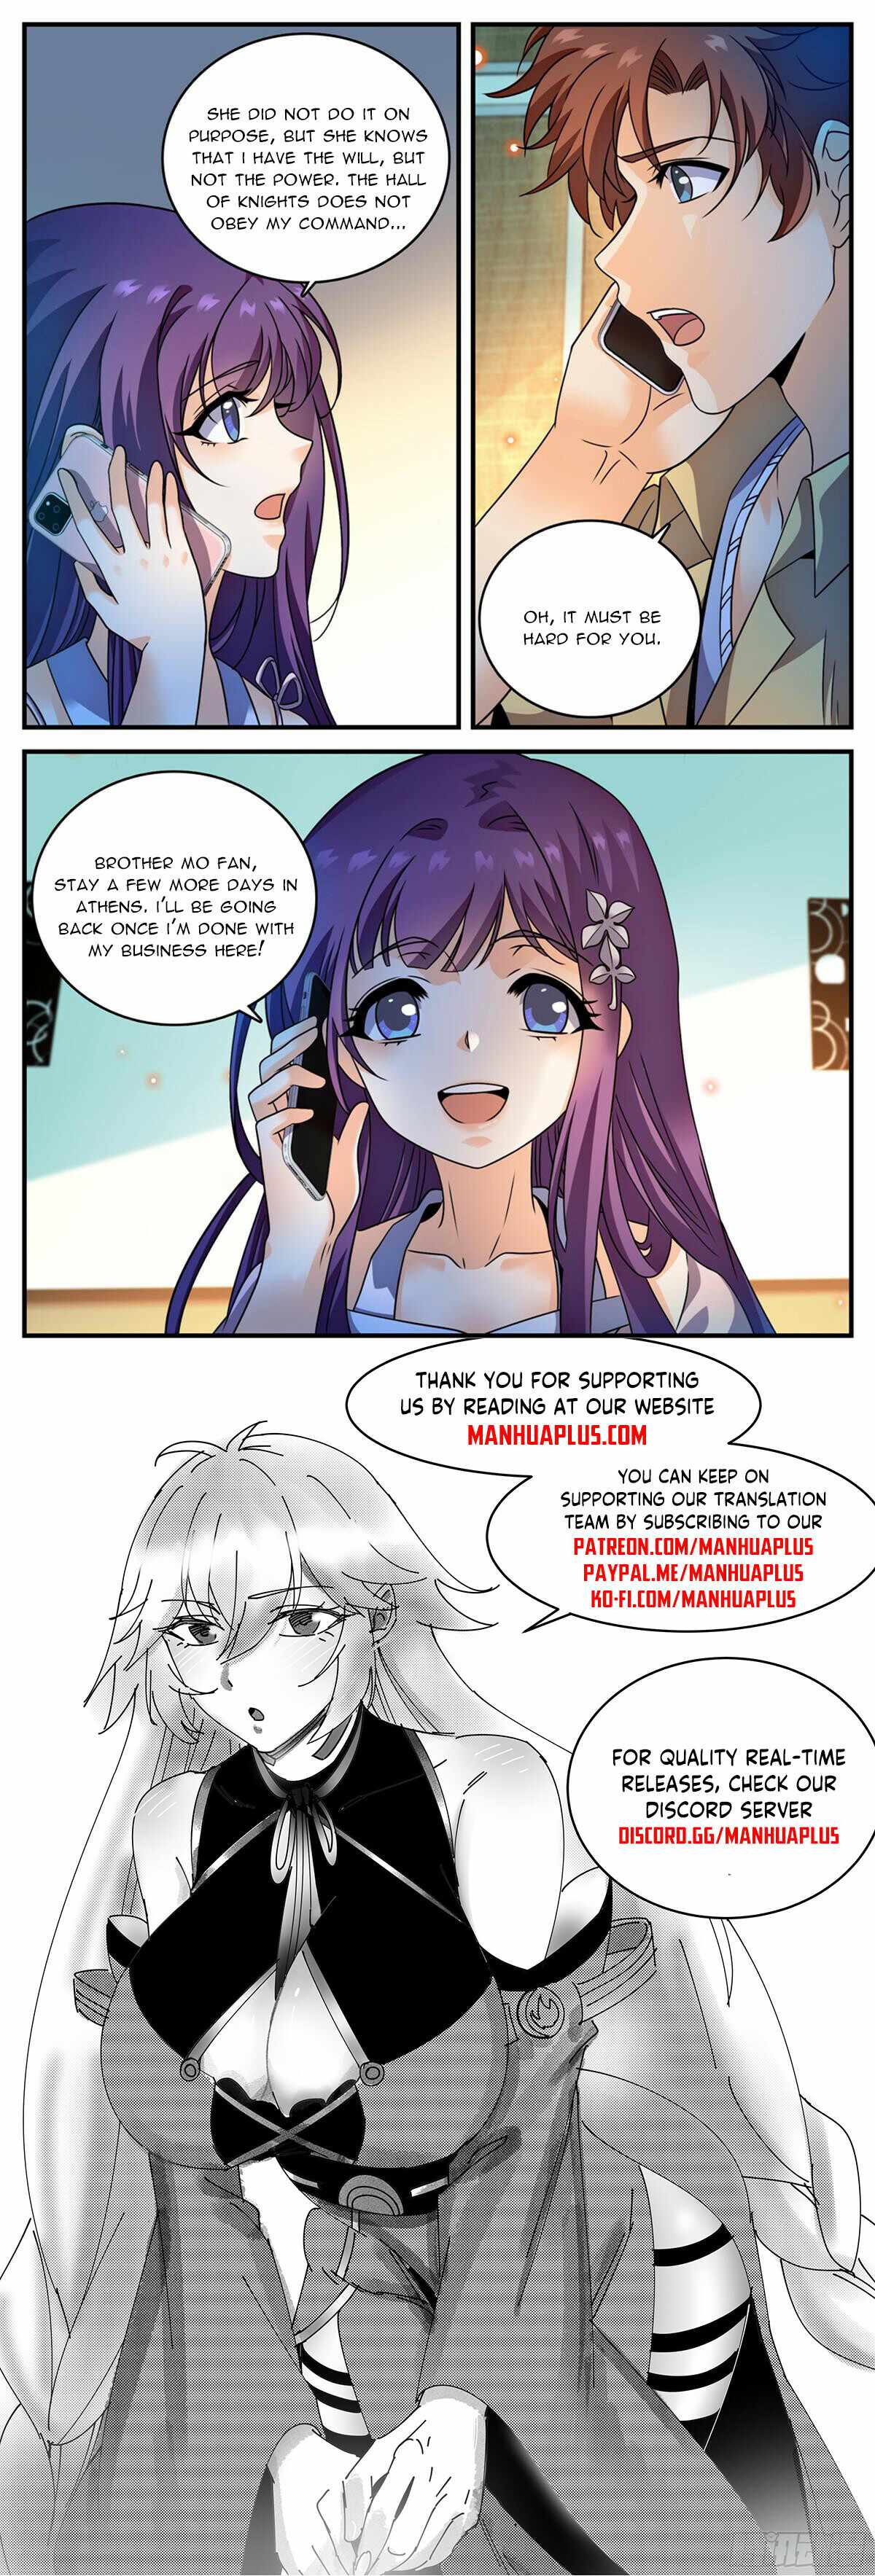 SHE DID NOT DO IT ON
PURPOSE, BUT SHE KNOWS
THAT I HAVE THE WILL, BUT
NOT THE POWER. THE HALL
OF KNIGHTS DOES NOT
OBEY MY COMMAND...
OH, IT MUST BE
HARD FOR YOU.
BROTHER MO FAN,
STAY A FEW MORE DAYS IN
ATHENS. I'LL BE GOING
BACK ONCE I'M DONE WITH
MY BUSINESS HERE!
THANK YOU FOR SUPPORTING
US BY READING AT OUR WEBSITE
MANHUAPLUS.COM
YOU CAN KEEP ON
SUPPORTING OUR TRANSLATION
TEAM BY SUBSCRIBING TO OUR
PATREON.COM/MANHUAPLUS
PAYPAL.ME/MANHUAPLUS
KO-FI.COM/MANHUAPLUS
FOR QUALITY REAL-TIME
RELEASES, CHECK OUR
DISCORD SERVER
DISCORD.GG/MANHUAPLUS